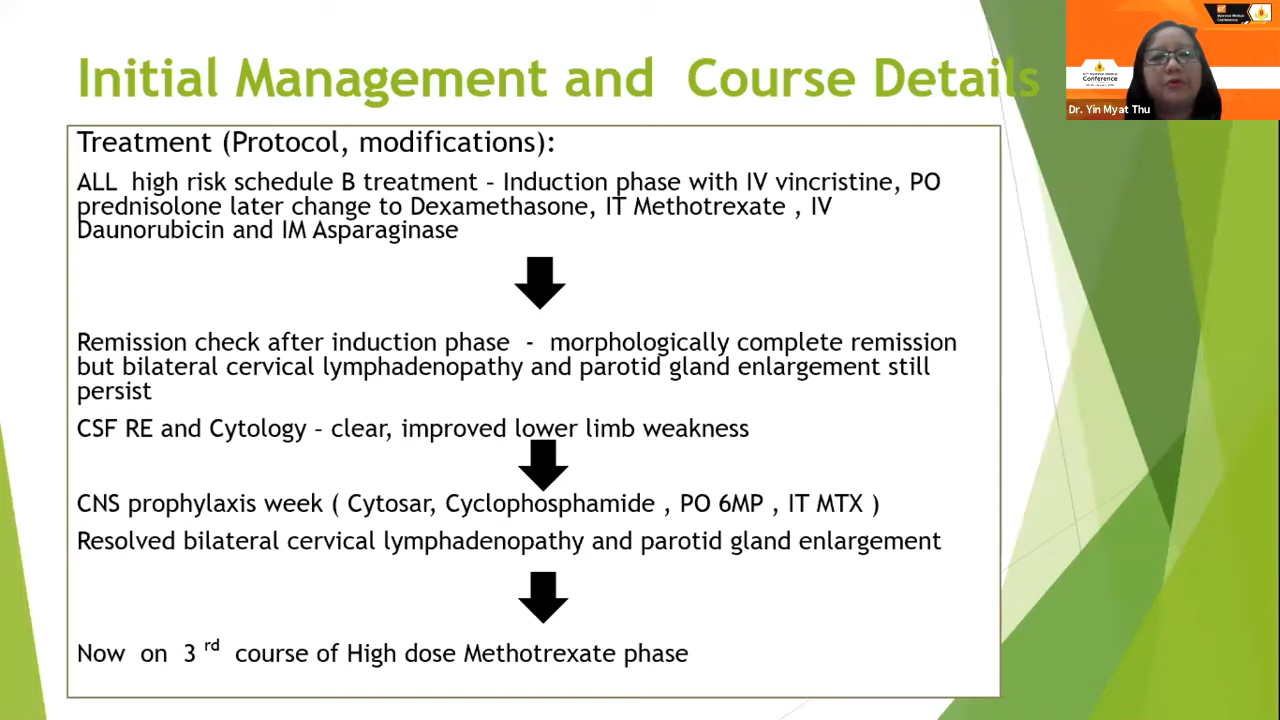 Initial Management and Course Details
Treatment (Protocol, modifications):
ALL high risk schedule B treatment – Induction phase with IV vincristine, PO
prednisolone later change to Dexamethasone, IT Methotrexate , IV
Daunorubicin and IM Asparaginase
Remission check after induction phase - morphologically complete remission
but bilateral cervical lymphadenopathy and parotid gland enlargement still
persist
CSF RE and Cytology – clear, improved lower limb weakness
CNS prophylaxis week ( Cytosar, Cyclophosphamide , PO 6MP , IT MTX )
Resolved bilateral cervical lymphadenopathy and parotid gland enlargement
Now on 3 rd course of High dose Methotrexate phase
Myanmar Medical
Conference
Conference
Dr. Yin Myat Thu